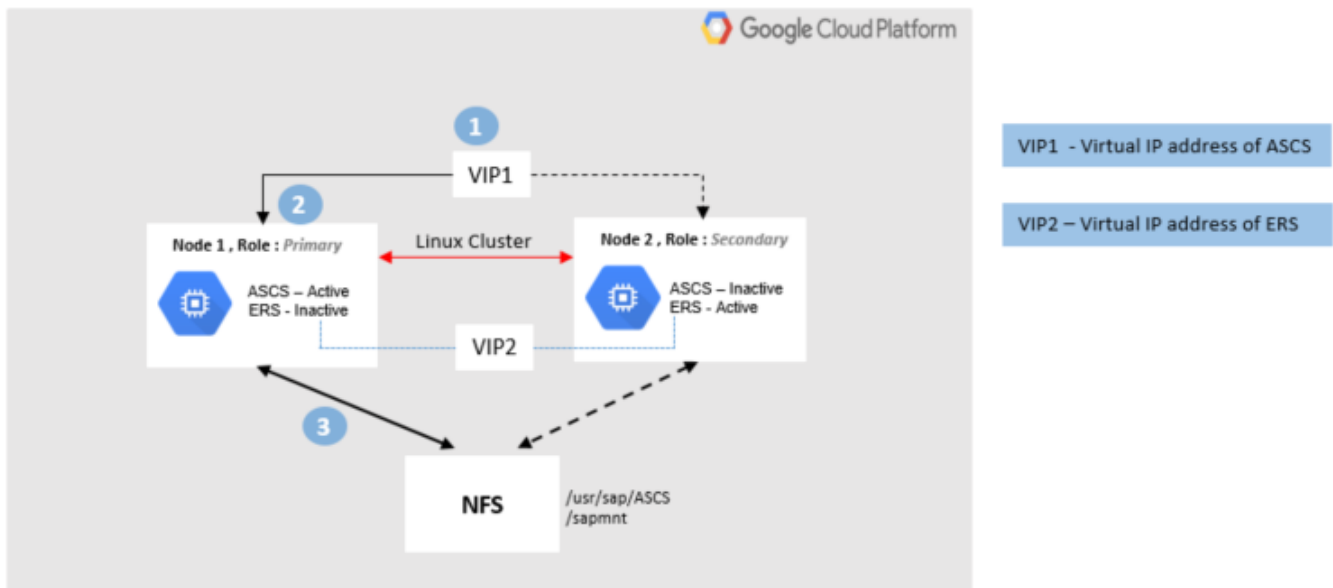 Google Cloud Platform
1
VIP1
VIP1 - Virtual IP address of ASCS
VIP2 – Virtual IP address of ERS
2
Node 1 , Role : Primary
Linux Cluster
Node 2 , Role : Secondary
ASCS – Active
ERS - Inactive
ASCS – Inactive
ERS - Active
VIP2
3
NFS
/usr/sap/ASCS
/sapmnt